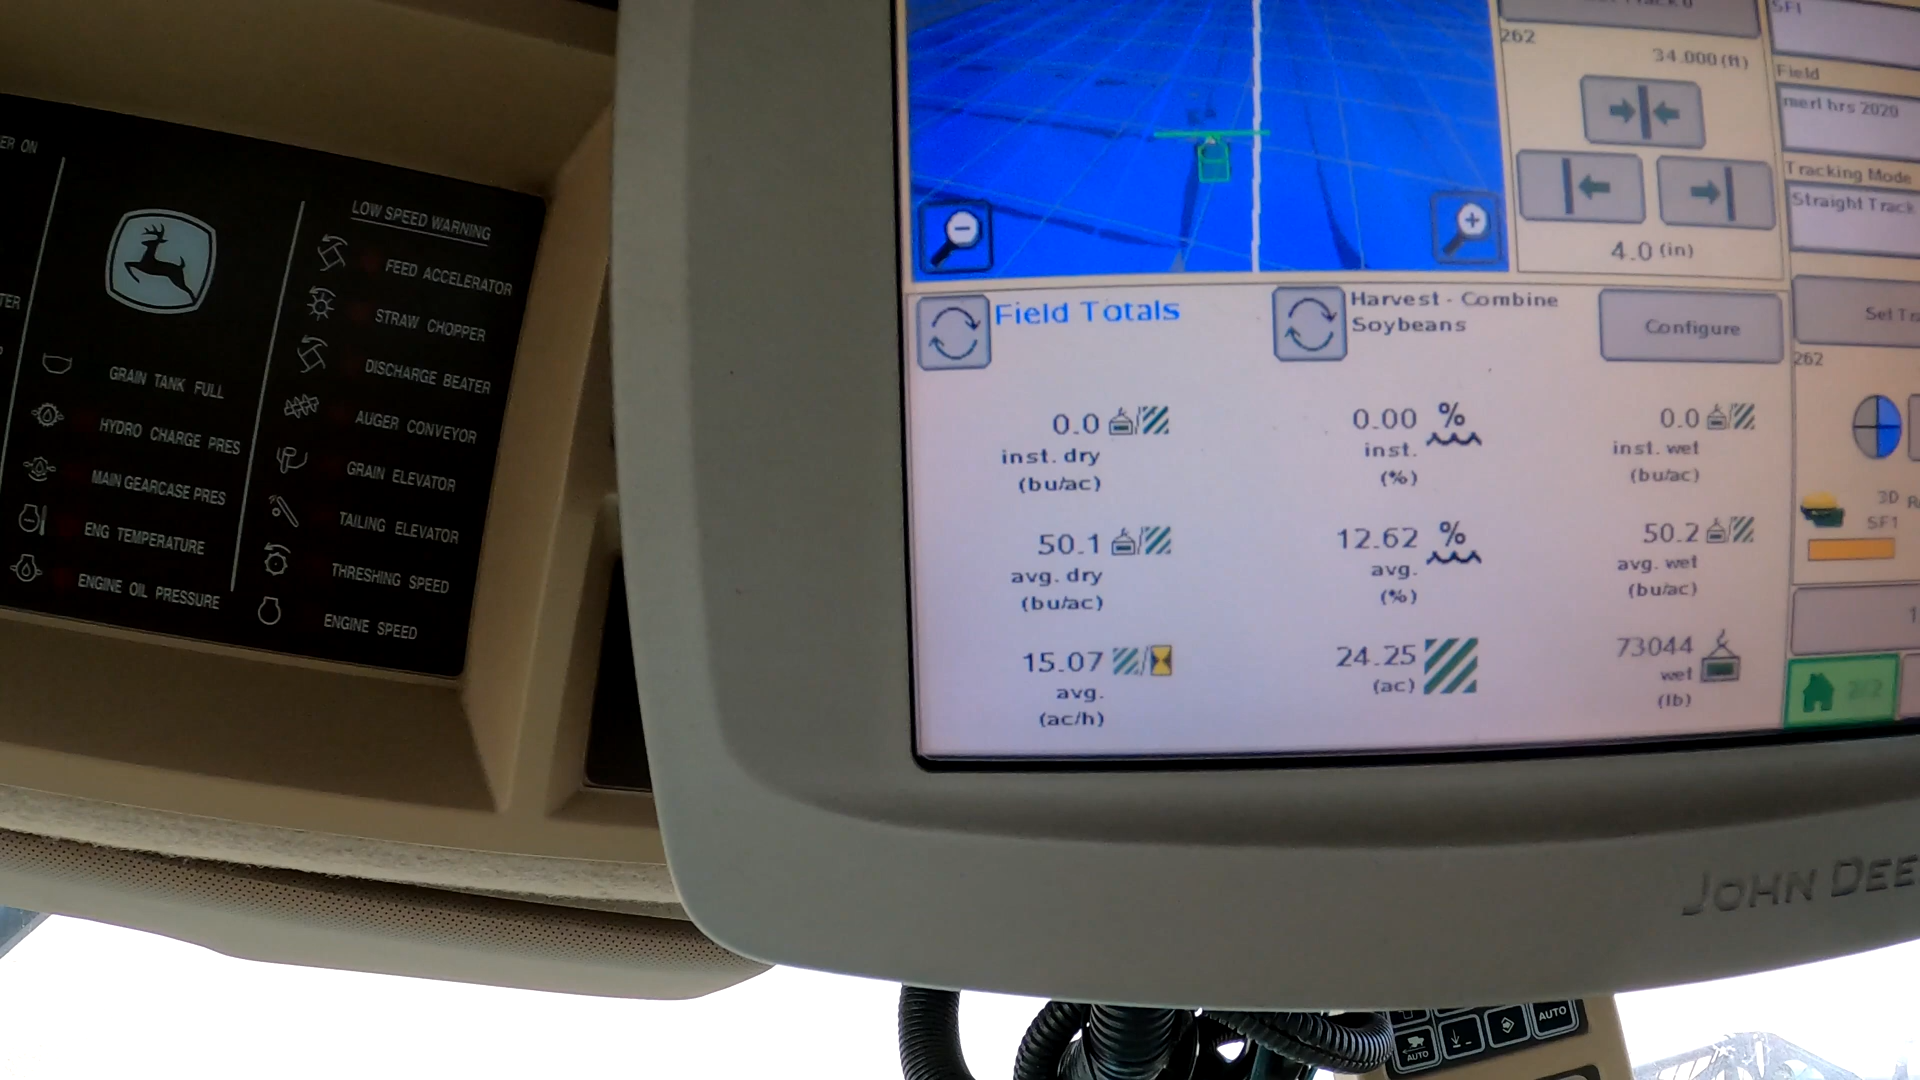 ER ON
LOW SPEED WARNING
FEED ACCELERATOR
STRAW CHOPPER
DISCHARGE BEATER
AUGER CONVEYOR
GRAIN ELEVATOR
TAILING ELEVATOR
THRESHING SPEED
ENGINE SPEED
TER
GRAIN TANK FULL
HYDRO CHARGE PRES
MAIN GEARCASE PRES
ENG TEMPERATURE
ENGINE OIL PRESSURE
262
34.000(ft)
4.0 (in)
SF1
Field
merl hrs 2020
Tracking Mode
Straight Track
262
3D
SF1
2/2
Field Totals
Harvest - Combine
Soybeans
Configure
0.0
inst. dry
(bu/ac)
0.00 %
inst.
(%)
0.0
inst. wet
(bu/ac)
50.1
avg. dry
(bu/ac)
12.62 %
avg.
(%)
50.2
avg. wet
(bu/ac)
15.07
avg.
(ac/h)
24.25
(ac)
73044
wet
(lb)
JOHN DEE
AUTO
AUTO